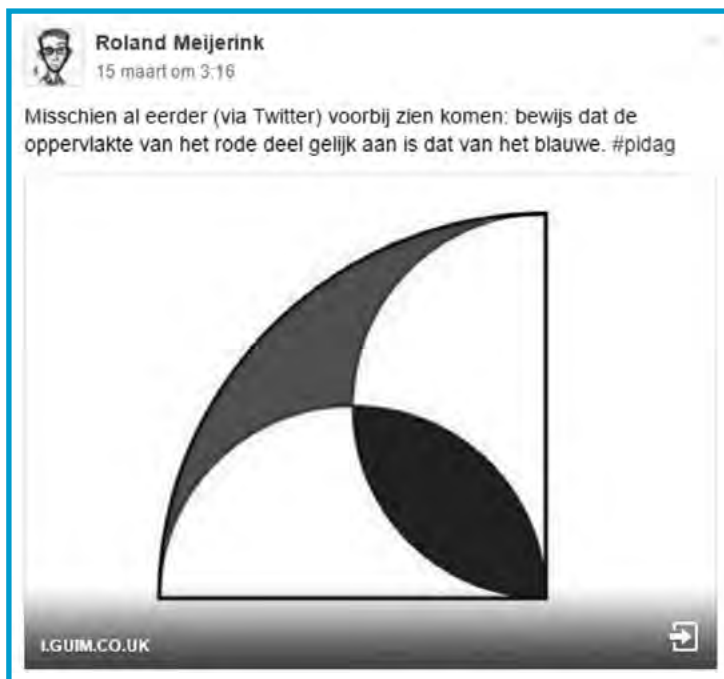 Roland Meijerink
15 maart om 3:16
Misschien al eerder (via Twitter) voorbij zien komen: bewijs dat de
oppervlakte van het rode deel gelijk aan is dat van het blauwe. #pidag
I.GUIM.CO.UK